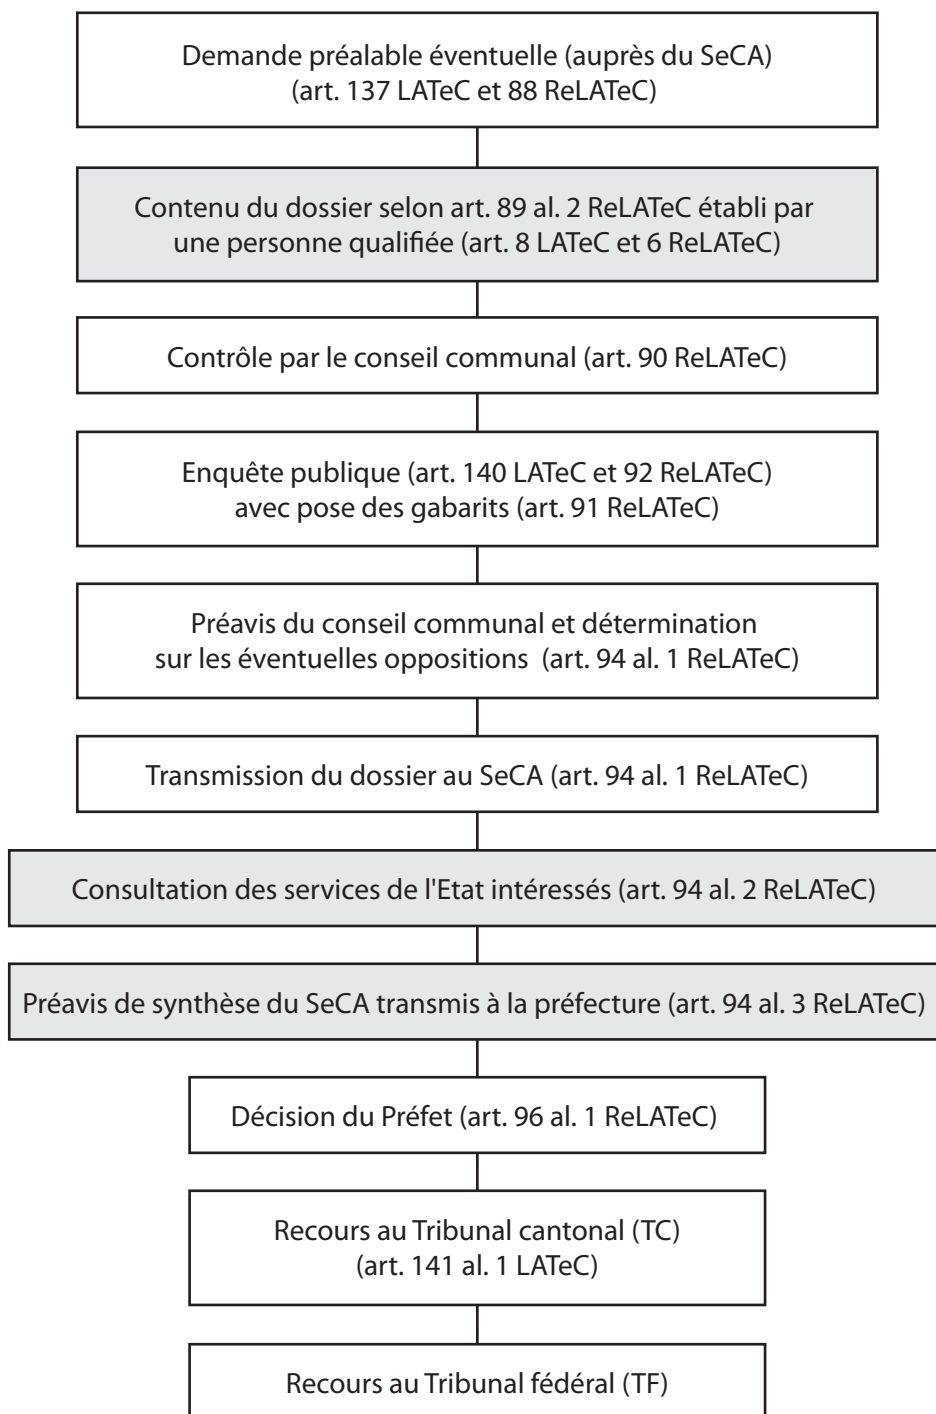 Demande préalable éventuelle (auprès du SeCA)
(art. 137 LATeC et 88 ReLATeC)
Contenu du dossier selon art. 89 al. 2 ReLATeC établi par
une personne qualifiée (art. 8 LATeC et 6 ReLATeC)
Contrôle par le conseil communal (art. 90 ReLATeC)
Enquête publique (art. 140 LATeC et 92 ReLATeC)
avec pose des gabarits (art. 91 ReLATeC)
Préavis du conseil communal et détermination
sur les éventuelles oppositions (art. 94 al. 1 ReLATeC)
Transmission du dossier au SeCA (art. 94 al. 1 ReLATeC)
Consultation des services de l'Etat intéressés (art. 94 al. 2 ReLATeC)
Préavis de synthèse du SeCA transmis à la préfecture (art. 94 al. 3 ReLATeC)
Décision du Préfet (art. 96 al. 1 ReLATeC)
Recours au Tribunal cantonal (TC)
(art. 141 al. 1 LATeC)
Recours au Tribunal fédéral (TF)